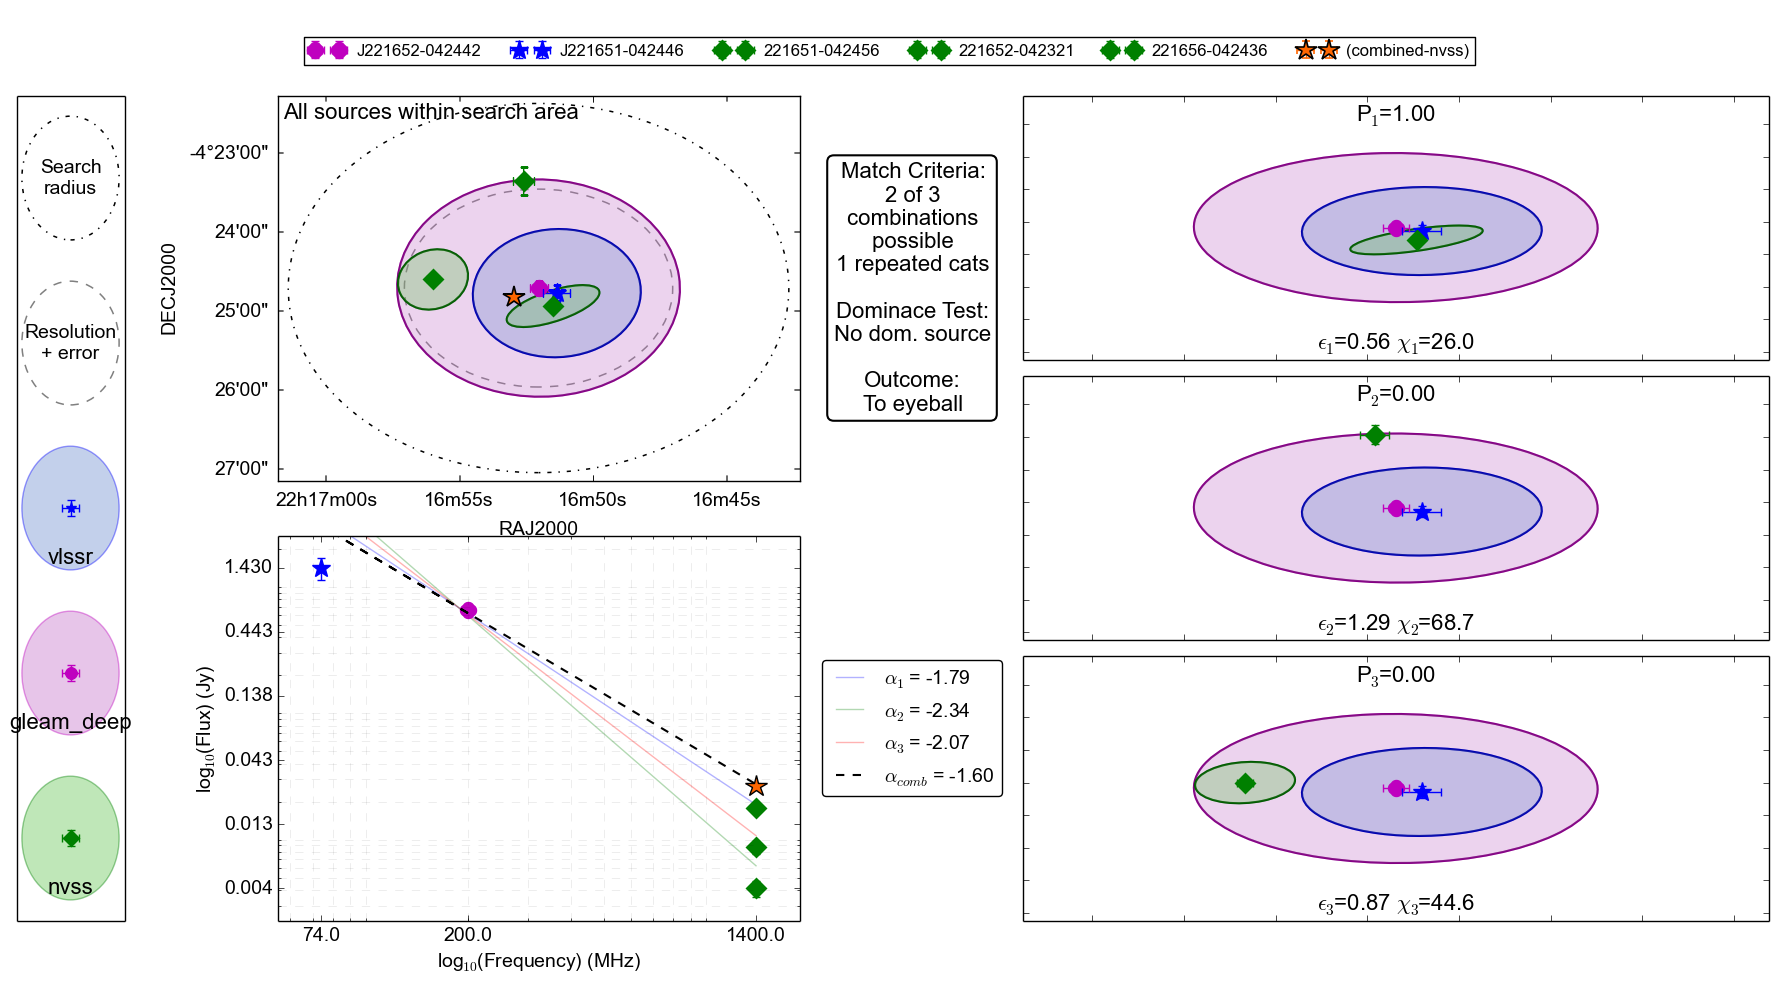 J221652-042442 J221651-042446 221651-042456 221652-042321 221656-042436 (combined-nvss)
Search
radius
Resolution
+ error
vlssr
gleam_deep
nvss
All sources within search area
DECJ2000
-4°23'00"
24'00"
25'00"
26'00"
27'00"
22h17m00s 16m55s 16m50s 16m45s
RAJ2000
Match Criteria:
2 of 3
combinations
possible
1 repeated cats
Dominace Test:
No dom. source
Outcome:
To eyeball
log₁₀(Flux) (Jy)
1.430
0.443
0.138
0.043
0.013
0.004
74.0 200.0 1400.0
log₁₀(Frequency) (MHz)
α₁ = -1.79
α₂ = -2.34
α₃ = -2.07
α_comb = -1.60
P₁=1.00
ϵ₁=0.56 χ₁=26.0
P₂=0.00
ϵ₂=1.29 χ₂=68.7
P₃=0.00
ϵ₃=0.87 χ₃=44.6